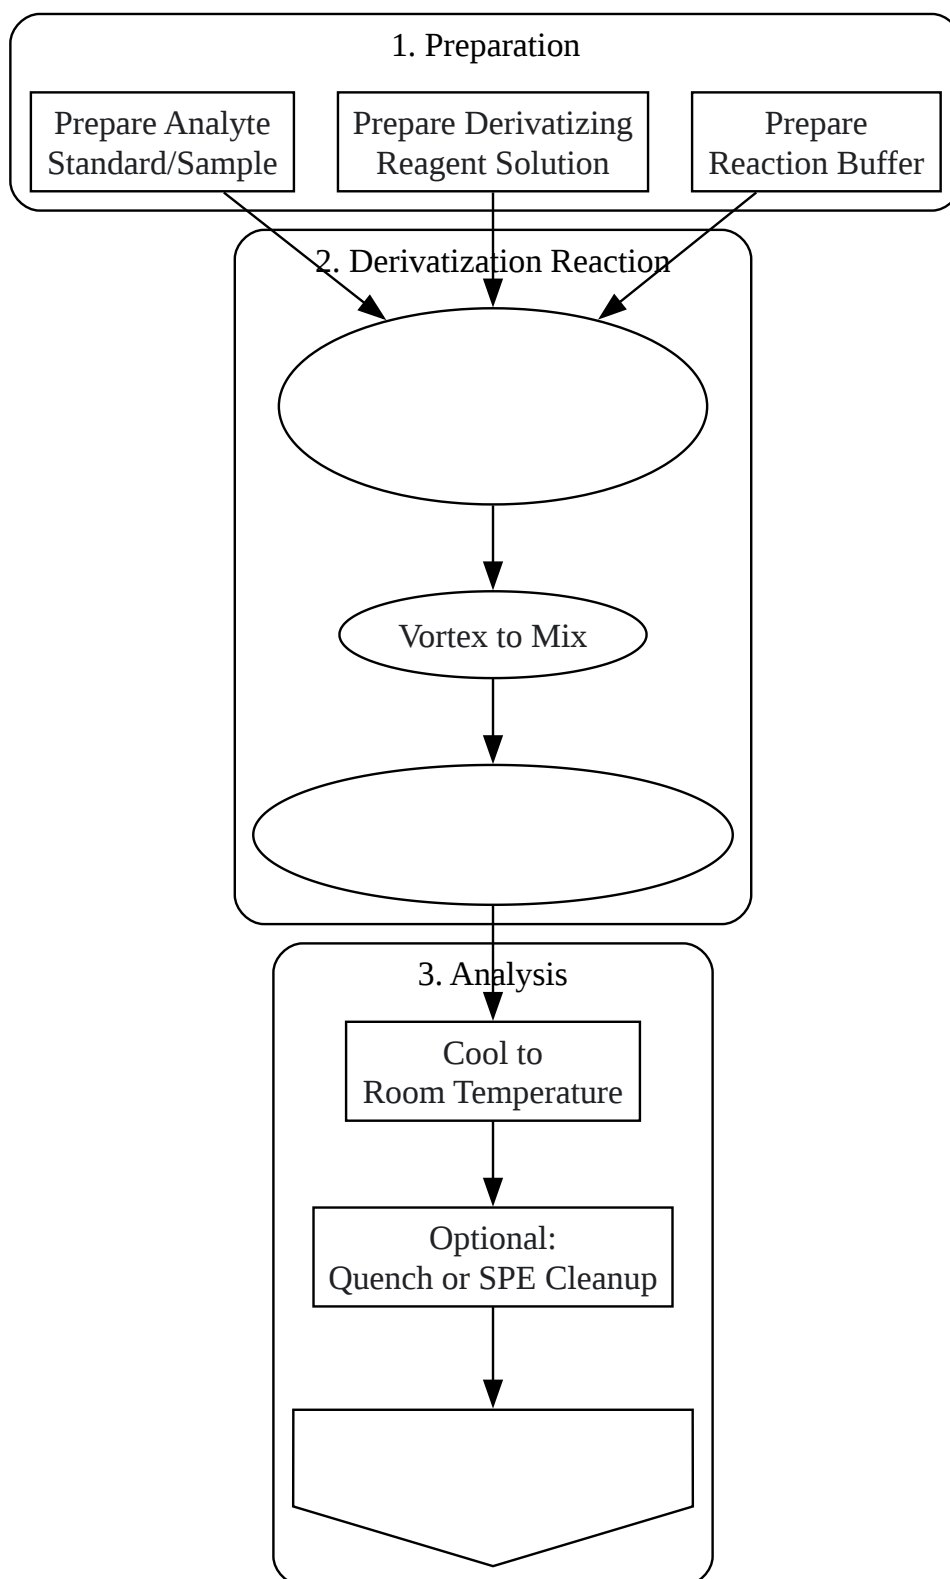 1. Preparation
Prepare Analyte
Standard/Sample
Prepare Derivatizing
Reagent Solution
Prepare
Reaction Buffer
2. Derivatization Reaction
Vortex to Mix
3. Analysis
Cool to
Room Temperature
Optional:
Quench or SPE Cleanup